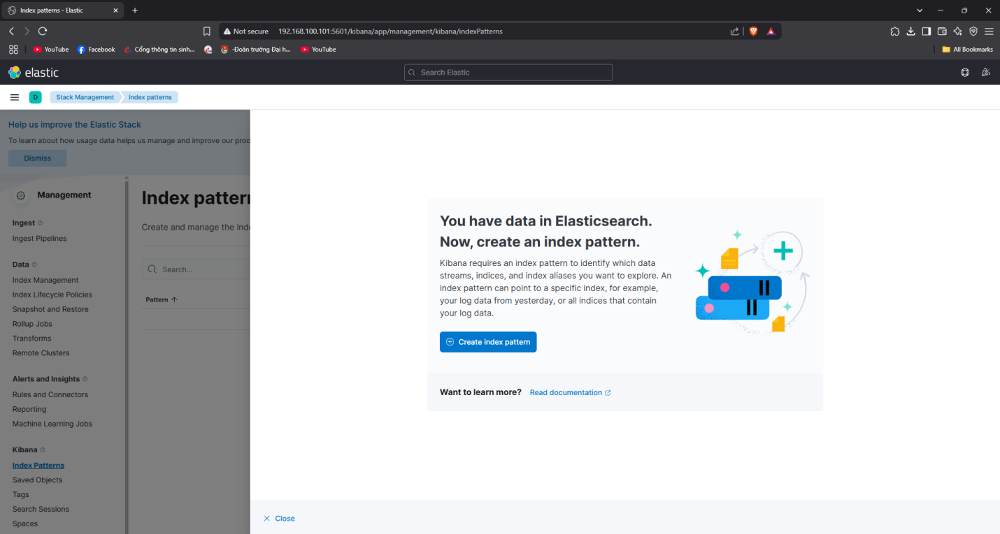 Index patterns - Elastic
Not secure 192.168.100.101:5601/kibana/app/management/kibana/indexPatterns
YouTube Facebook Cổng thông tin sinh... -Đoàn trường Đại h... YouTube All Bookmarks
elastic Search Elastic
D Stack Management Index patterns
Help us improve the Elastic Stack
To learn about how usage data helps us manage and improve our prod
Dismiss
Management
Ingest
Ingest Pipelines
Data
Index Management
Index Lifecycle Policies
Snapshot and Restore
Rollup Jobs
Transforms
Remote Clusters
Alerts and Insights
Rules and Connectors
Reporting
Machine Learning Jobs
Kibana
Index Patterns
Saved Objects
Tags
Search Sessions
Spaces
Index pattern
Create and manage the inde
Search...
Pattern
You have data in Elasticsearch.
Now, create an index pattern.
Kibana requires an index pattern to identify which data
streams, indices, and index aliases you want to explore. An
index pattern can point to a specific index, for example,
your log data from yesterday, or all indices that contain
your log data.
Create index pattern
Want to learn more? Read documentation
Close